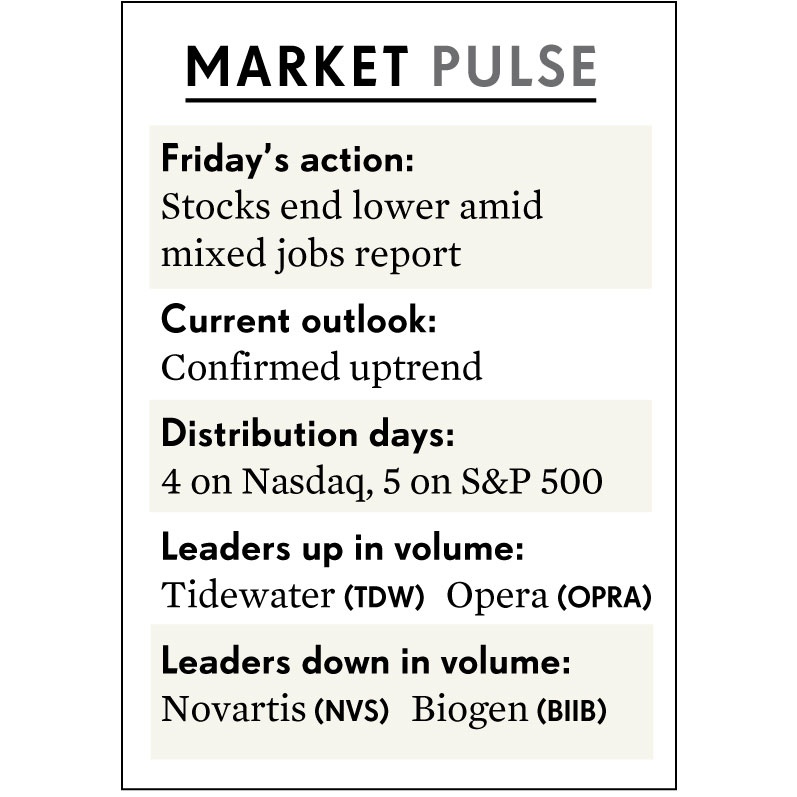 MARKET PULSE
Friday’s action:
Stocks end lower amid
mixed jobs report
Current outlook:
Confirmed uptrend
Distribution days:
4 on Nasdaq, 5 on S&P 500
Leaders up in volume:
Tidewater (TDW) Opera (OPRA)
Leaders down in volume:
Novartis (NVS) Biogen (BIIB)